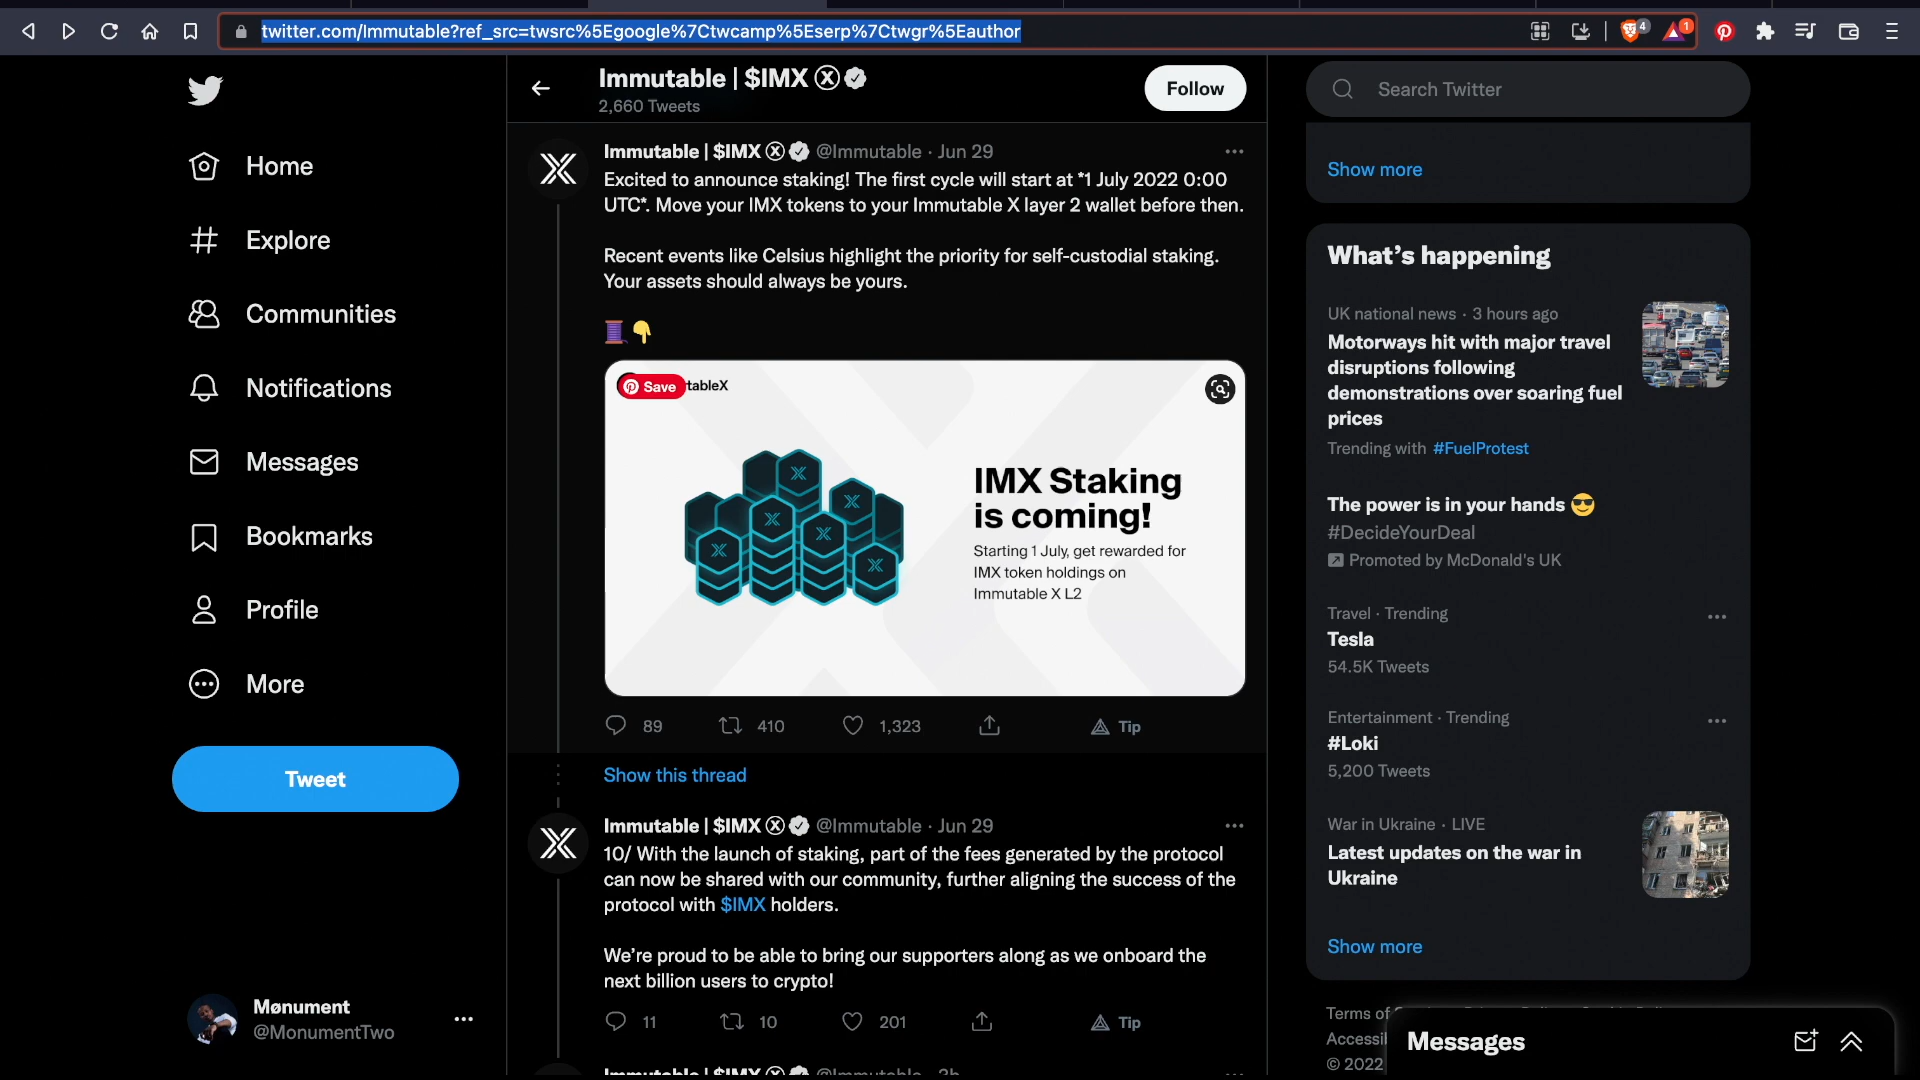 twitter.com/Immutable?ref_src=twsrc%5Egoogle%7Ctwcamp%5Eserp%7Ctwgr%5Eauthor
4
1
Home
Explore
Communities
Notifications
Messages
Bookmarks
Profile
More
Tweet
Mønument
@MonumentTwo
Immutable | $IMX
2,660 Tweets
Follow
Immutable | $IMX @Immutable · Jun 29
Excited to announce staking! The first cycle will start at *1 July 2022 0:00
UTC*. Move your IMX tokens to your Immutable X layer 2 wallet before then.
Recent events like Celsius highlight the priority for self-custodial staking.
Your assets should always be yours.
Save tableX
IMX Staking
is coming!
Starting 1 July, get rewarded for
IMX token holdings on
Immutable X L2
89 410 1,323 Tip
Show this thread
Immutable | $IMX @Immutable · Jun 29
10/ With the launch of staking, part of the fees generated by the protocol
can now be shared with our community, further aligning the success of the
protocol with $IMX holders.
We're proud to be able to bring our supporters along as we onboard the
next billion users to crypto!
11 10 201 Tip
Search Twitter
Show more
What's happening
UK national news · 3 hours ago
Motorways hit with major travel
disruptions following
demonstrations over soaring fuel
prices
Trending with #FuelProtest
The power is in your hands
#DecideYourDeal
Promoted by McDonald's UK
Travel · Trending
Tesla
54.5K Tweets
Entertainment · Trending
#Loki
5,200 Tweets
War in Ukraine · LIVE
Latest updates on the war in
Ukraine
Show more
Terms of
Accessi
© 2022
Messages